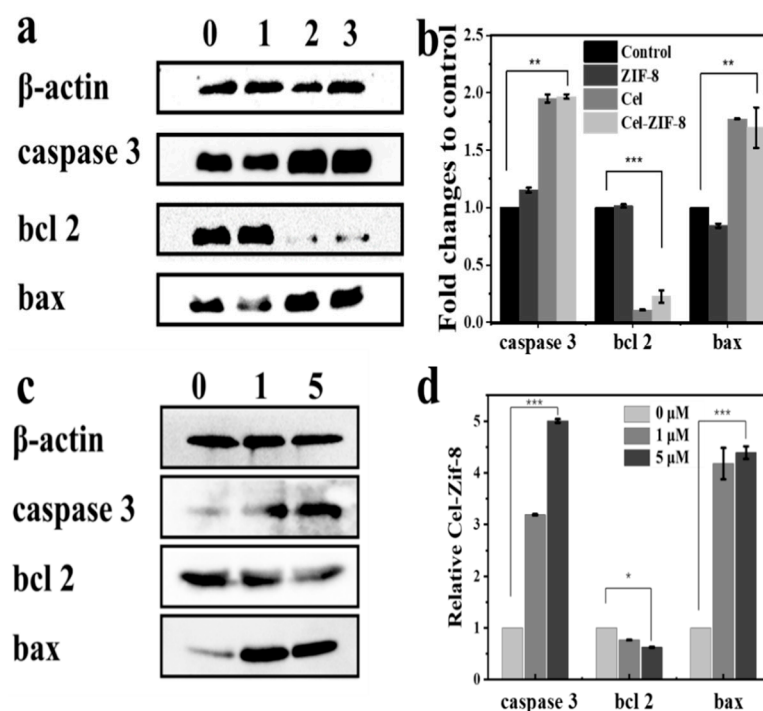 a
0 1 2 3
β-actin
caspase 3
bcl 2
bax
b
Fold changes to control
2.5
2.0
1.5
1.0
0.5
0.0
Control
ZIF-8
Cel
Cel-ZIF-8
**
***
**
caspase 3 bcl 2 bax
c
0 1 5
β-actin
caspase 3
bcl 2
bax
d
Relative Cel-Zif-8
5
4
3
2
1
0
0 μM
1 μM
5 μM
***
*
***
caspase 3 bcl 2 bax